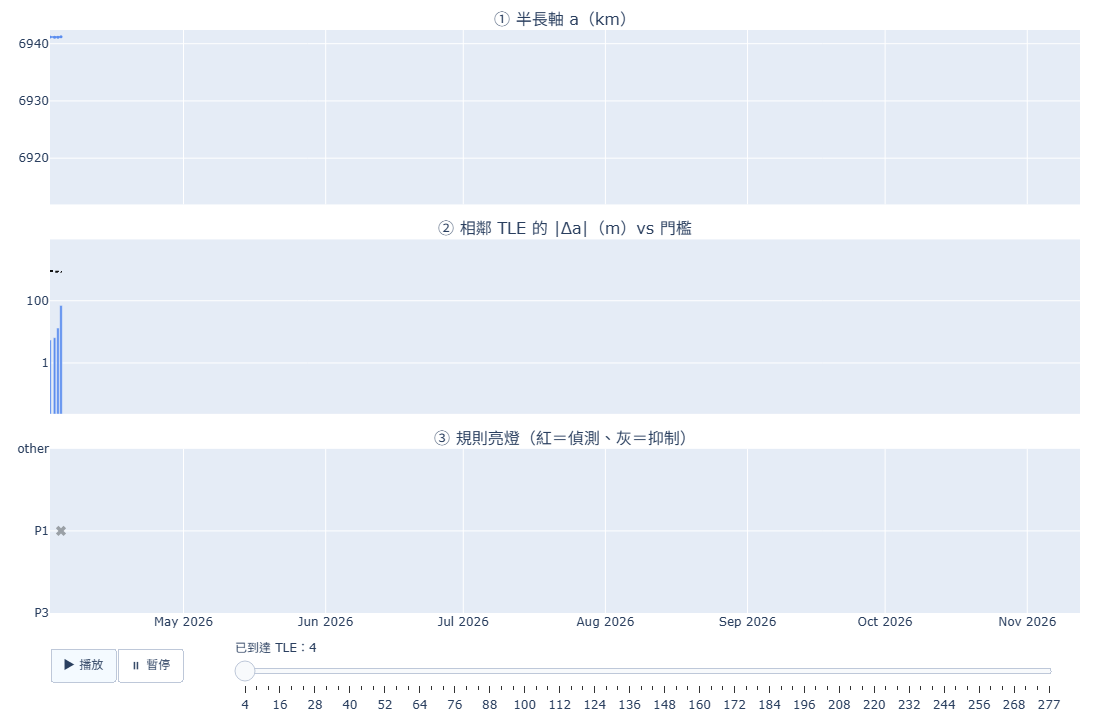 ① 半長軸 a（km）
6940
6930
6920
② 相鄰 TLE 的 |Δa|（m）vs 門檻
100
1
③ 規則亮燈（紅＝偵測、灰＝抑制）
other
P1
P3
May 2026 Jun 2026 Jul 2026 Aug 2026 Sep 2026 Oct 2026 Nov 2026
已到達 TLE：4
▶ 播放 ⏸ 暫停
4 16 28 40 52 64 76 88 100 112 124 136 148 160 172 184 196 208 220 232 244 256 268 277